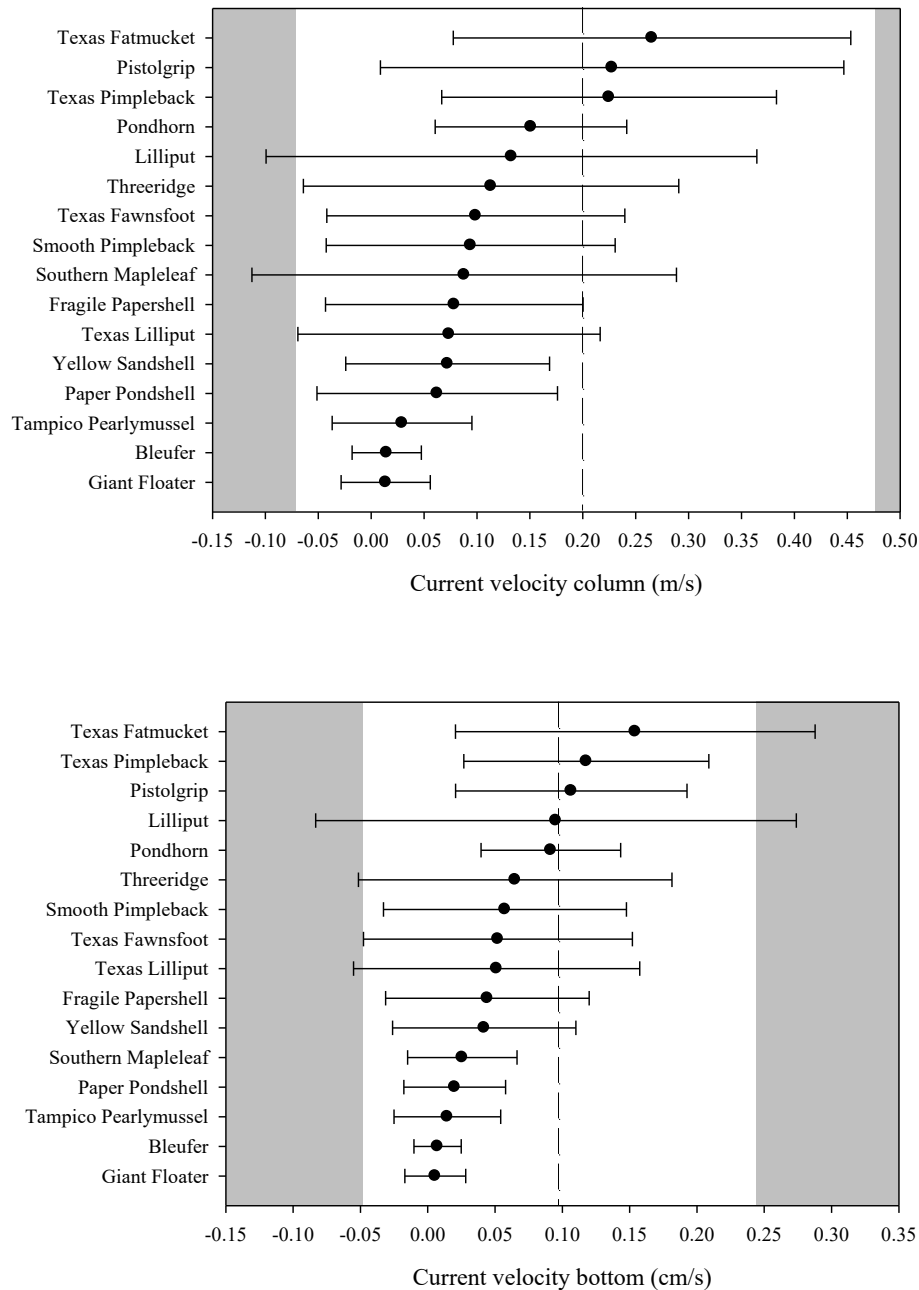 Texas Fatmucket
Pistolgrip
Texas Pimpleback
Pondhorn
Lilliput
Threeridge
Texas Fawnsfoot
Smooth Pimpleback
Southern Mapleleaf
Fragile Papershell
Texas Lilliput
Yellow Sandshell
Paper Pondshell
Tampico Pearlymussel
Bleufer
Giant Floater
-0.15 -0.10 -0.05 0.00 0.05 0.10 0.15 0.20 0.25 0.30 0.35 0.40 0.45 0.50
Current velocity column (m/s)
Texas Fatmucket
Texas Pimpleback
Pistolgrip
Lilliput
Pondhorn
Threeridge
Smooth Pimpleback
Texas Fawnsfoot
Texas Lilliput
Fragile Papershell
Yellow Sandshell
Southern Mapleleaf
Paper Pondshell
Tampico Pearlymussel
Bleufer
Giant Floater
-0.15 -0.10 -0.05 0.00 0.05 0.10 0.15 0.20 0.25 0.30 0.35
Current velocity bottom (cm/s)